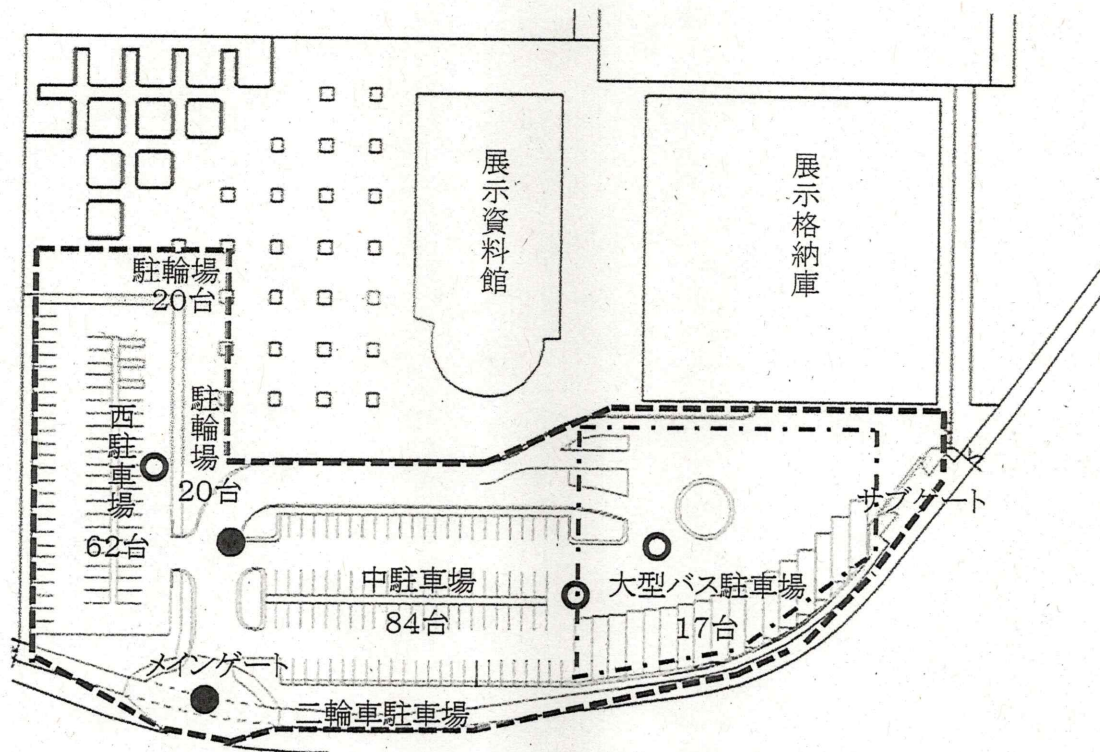 展示資料館
展示格納庫
駐輪場
20台
駐輪場
20台
西駐車場
62台
サブゲート
中駐車場
84台
大型バス駐車場
17台
メインゲート
二輪車駐車場